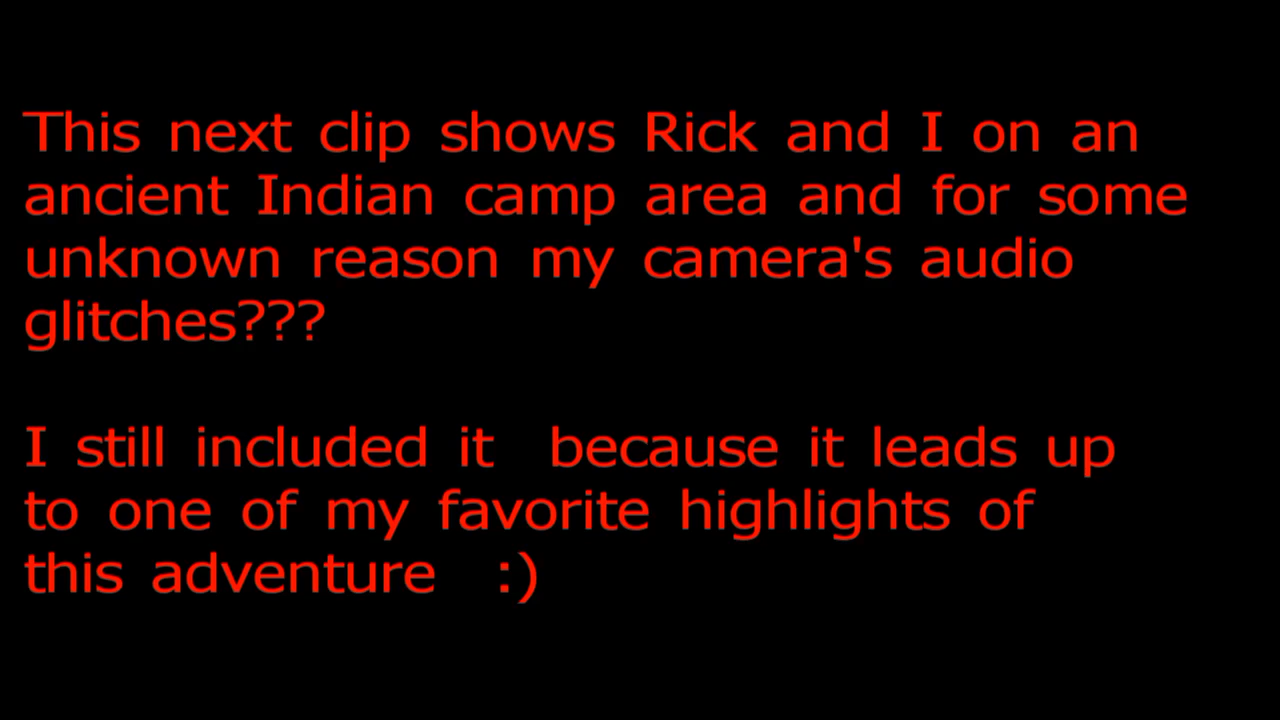 This next clip shows Rick and I on an
ancient Indian camp area and for some
unknown reason my camera's audio
glitches???
I still included it  because it leads up
to one of my favorite highlights of
this adventure  :)